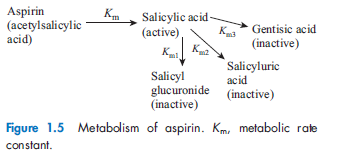 Aspirin
(acetylsalicylic
acid)
Km
Salicylic acid
(active)
Km3
Gentisic acid
(inactive)
Km1
Km2
Salicyl
glucuronide
(inactive)
Salicyluric
acid
(inactive)
Figure 1.5 Metabolism of aspirin. Km, metabolic rate
constant.